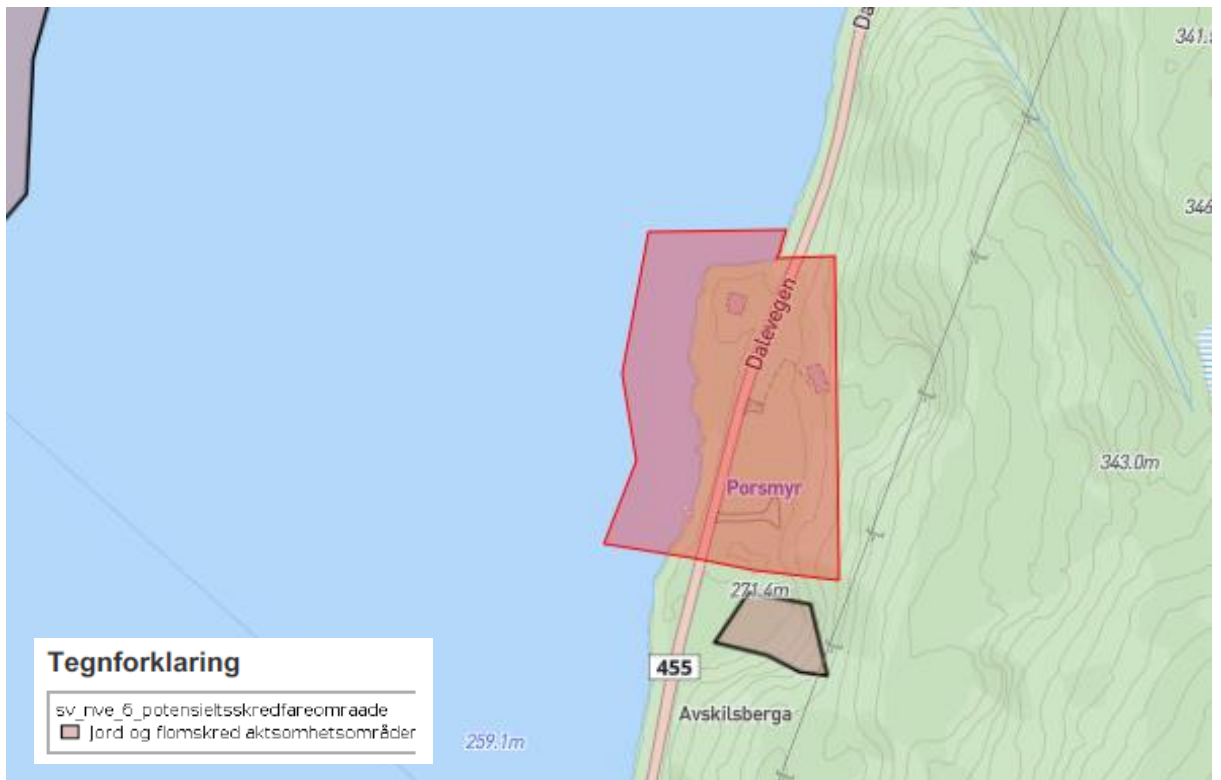 Da
341.
346
Dalevegen
343.0m
Porsmyr
271.4m
455
Avskilsberga
259.1m
Tegnforklaring
sv_nve_6_potensieltsskredfareomraade
Jord og flomskred aktsomhetsområder